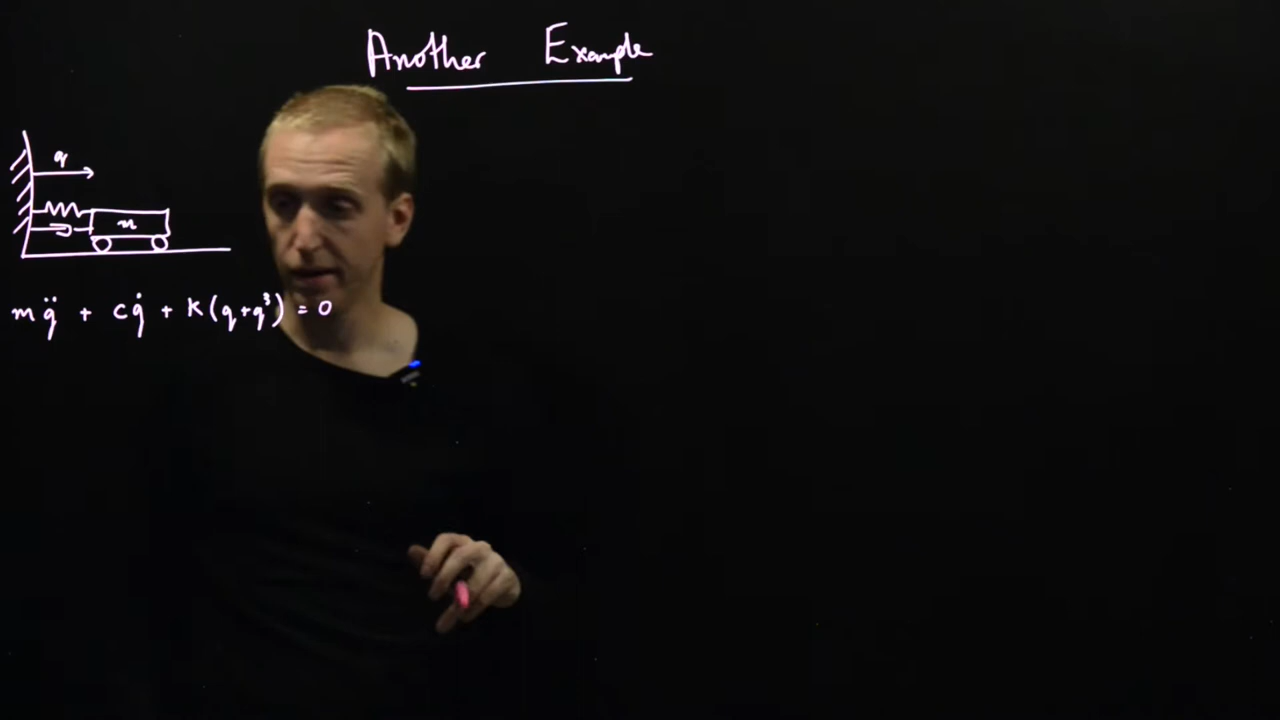 Another Example
q
m
mq̈ + cq̇ + K(q+q³) = 0